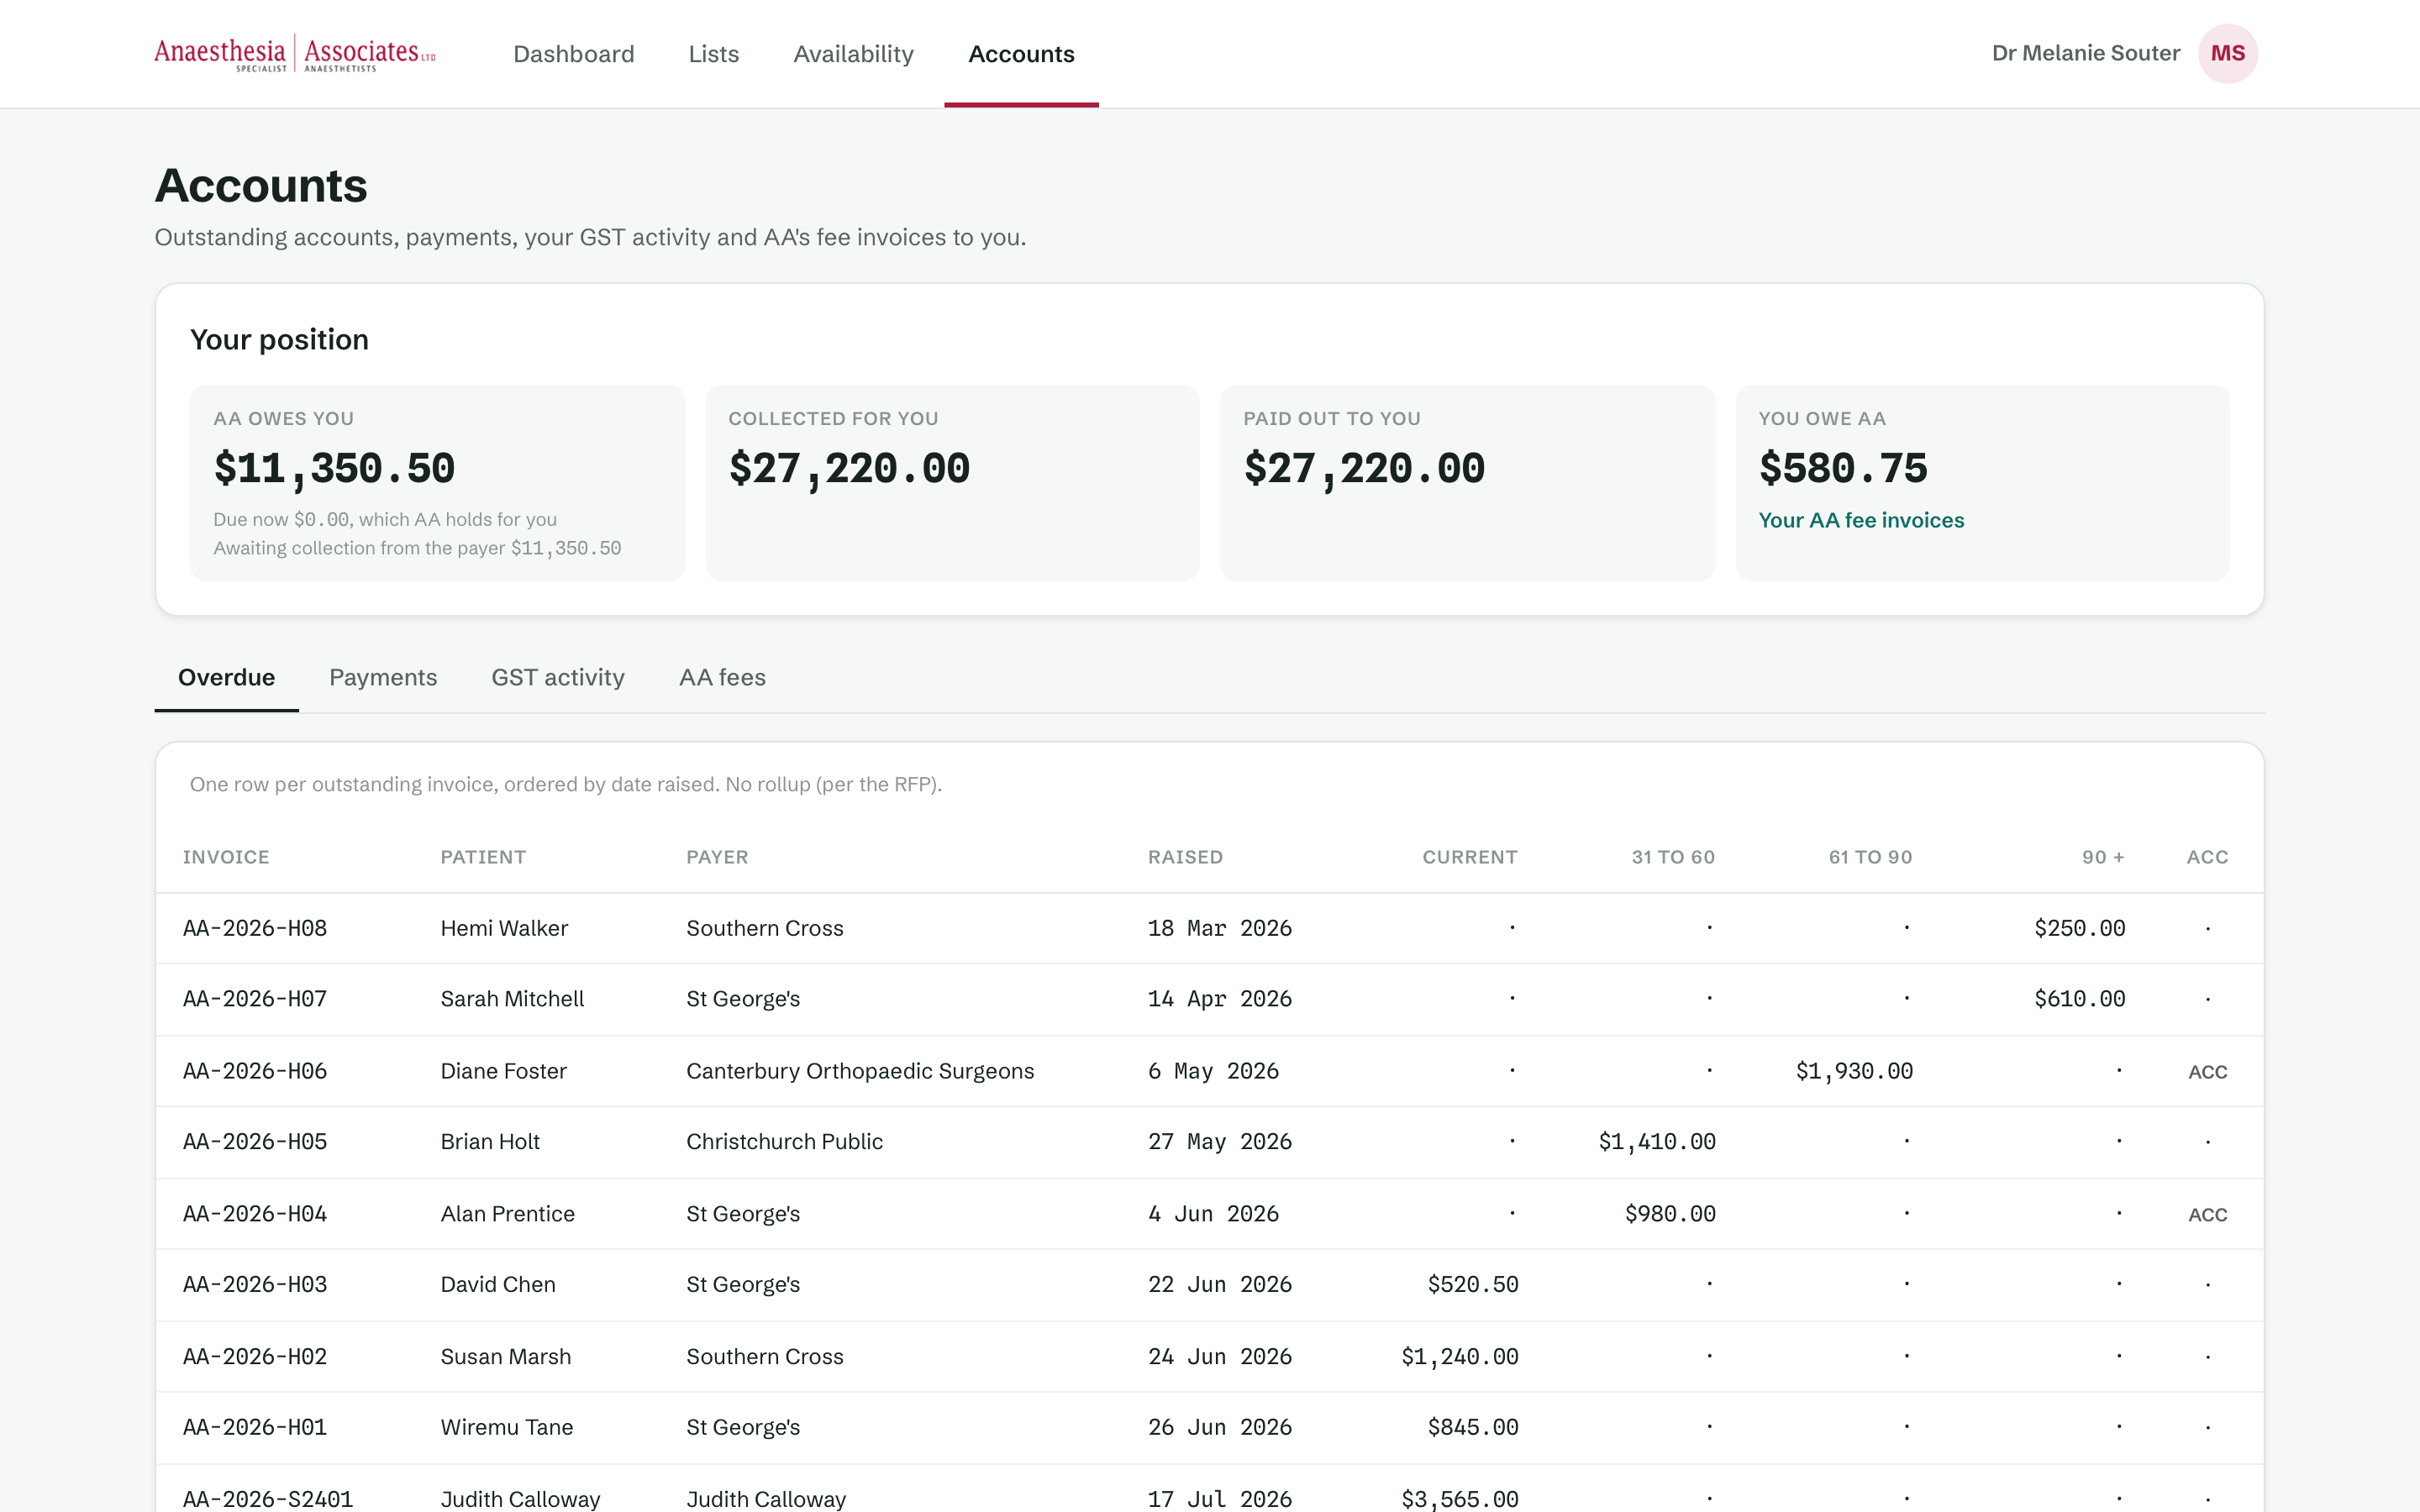 Anaesthesia | Associates LTD
SPECIALIST ANAESTHETISTS
Dashboard Lists Availability Accounts
Dr Melanie Souter MS
Accounts
Outstanding accounts, payments, your GST activity and AA's fee invoices to you.
Your position
AA OWES YOU COLLECTED FOR YOU PAID OUT TO YOU YOU OWE AA
$11,350.50 $27,220.00 $27,220.00 $580.75
Due now $0.00, which AA holds for you Your AA fee invoices
Awaiting collection from the payer $11,350.50
Overdue Payments GST activity AA fees
One row per outstanding invoice, ordered by date raised. No rollup (per the RFP).
INVOICE PATIENT PAYER RAISED CURRENT 31 TO 60 61 TO 90 90 + ACC
AA-2026-H08 Hemi Walker Southern Cross 18 Mar 2026 · · · $250.00 ·
AA-2026-H07 Sarah Mitchell St George's 14 Apr 2026 · · · $610.00 ·
AA-2026-H06 Diane Foster Canterbury Orthopaedic Surgeons 6 May 2026 · · $1,930.00 · ACC
AA-2026-H05 Brian Holt Christchurch Public 27 May 2026 · $1,410.00 · · ·
AA-2026-H04 Alan Prentice St George's 4 Jun 2026 · $980.00 · · ACC
AA-2026-H03 David Chen St George's 22 Jun 2026 $520.50 · · · ·
AA-2026-H02 Susan Marsh Southern Cross 24 Jun 2026 $1,240.00 · · · ·
AA-2026-H01 Wiremu Tane St George's 26 Jun 2026 $845.00 · · · ·
AA-2026-S2401 Judith Calloway Judith Calloway 17 Jul 2026 $3,565.00 · · · ·